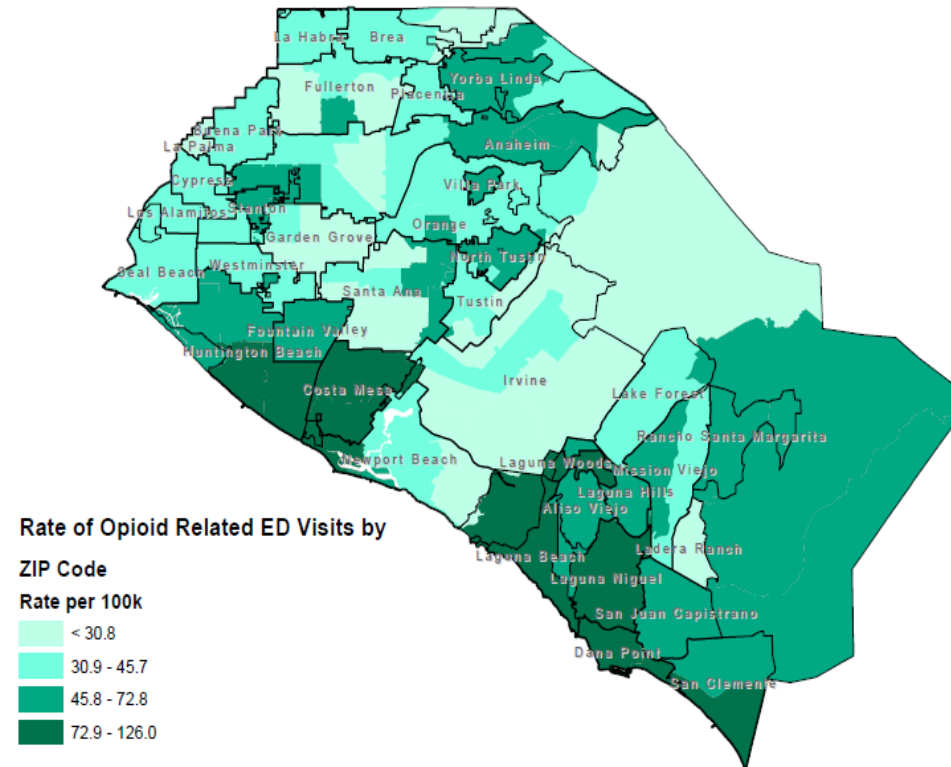 La Habra
Brea
Yorba Linda
Fullerton
Placentia
Buena Park
La Palma
Anaheim
Cypress
Villa Park
Los Alamitos
Stanton
Orange
Garden Grove
North Tustin
Seal Beach
Westminster
Santa Ana
Tustin
Fountain Valley
Huntington Beach
Irvine
Costa Mesa
Lake Forest
Rancho Santa Margarita
Newport Beach
Laguna Woods
Mission Viejo
Laguna Hills
Aliso Viejo
Laguna Beach
Ladera Ranch
Laguna Niguel
San Juan Capistrano
Dana Point
San Clemente
Rate of Opioid Related ED Visits by
ZIP Code
Rate per 100k
< 30.8
30.9 - 45.7
45.8 - 72.8
72.9 - 126.0